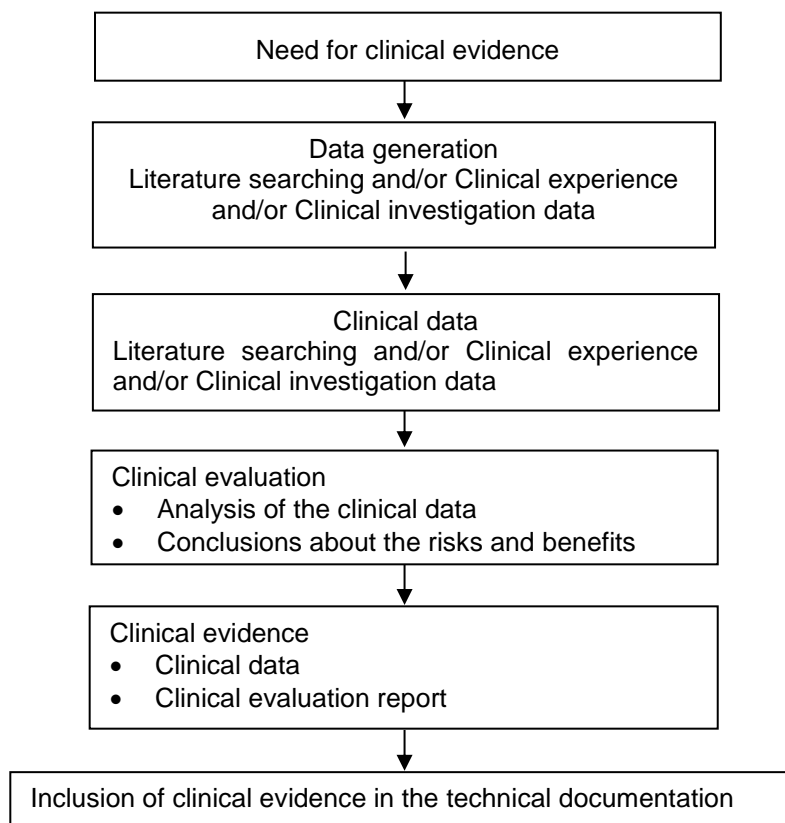 Need for clinical evidence
Data generation
Literature searching and/or Clinical experience
and/or Clinical investigation data
Clinical data
Literature searching and/or Clinical experience
and/or Clinical investigation data
Clinical evaluation
• Analysis of the clinical data
• Conclusions about the risks and benefits
Clinical evidence
• Clinical data
• Clinical evaluation report
Inclusion of clinical evidence in the technical documentation